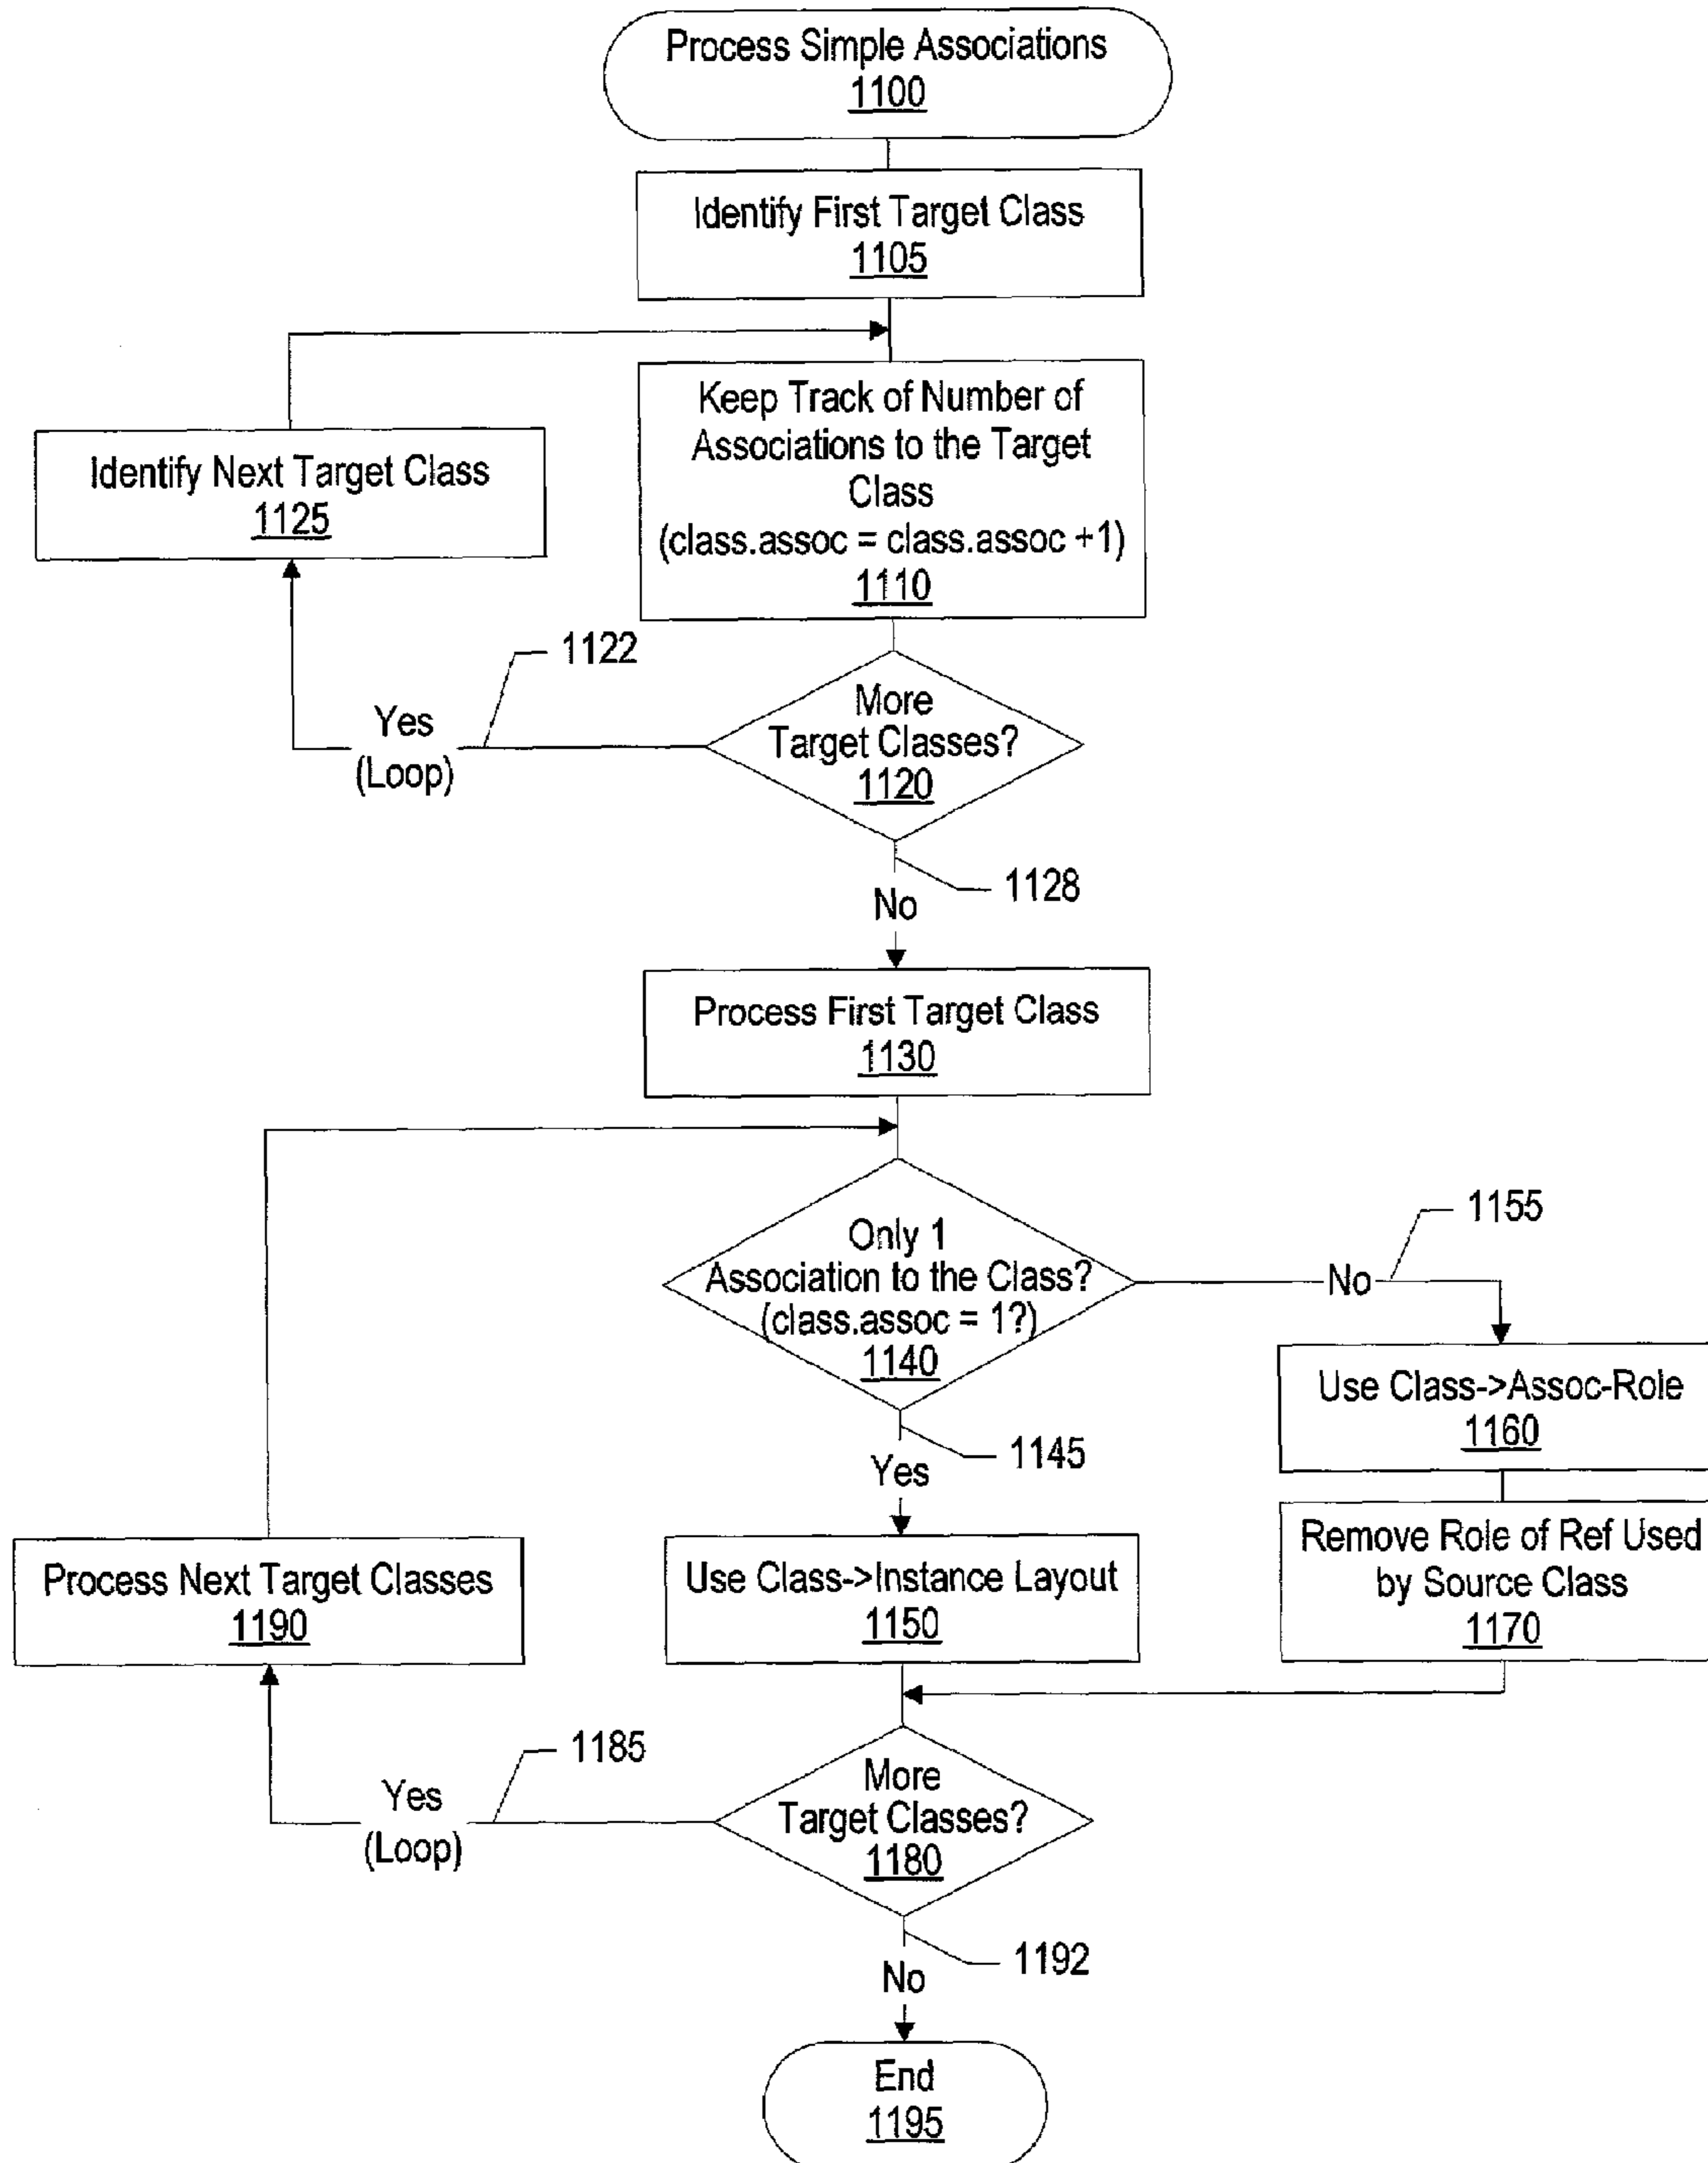 Process Simple Associations
1100
Identify First Target Class
1105
Keep Track of Number of
Associations to the Target
Class
(class.assoc = class.assoc +1)
1110
Identify Next Target Class
1125
1122
Yes
(Loop)
More
Target Classes?
1120
1128
No
Process First Target Class
1130
Only 1
Association to the Class?
(class.assoc = 1?)
1140
1155
No
Use Class->Assoc-Role
1160
1145
Yes
Remove Role of Ref Used
by Source Class
1170
Use Class->Instance Layout
1150
Process Next Target Classes
1190
1185
Yes
(Loop)
More
Target Classes?
1180
1192
No
End
1195